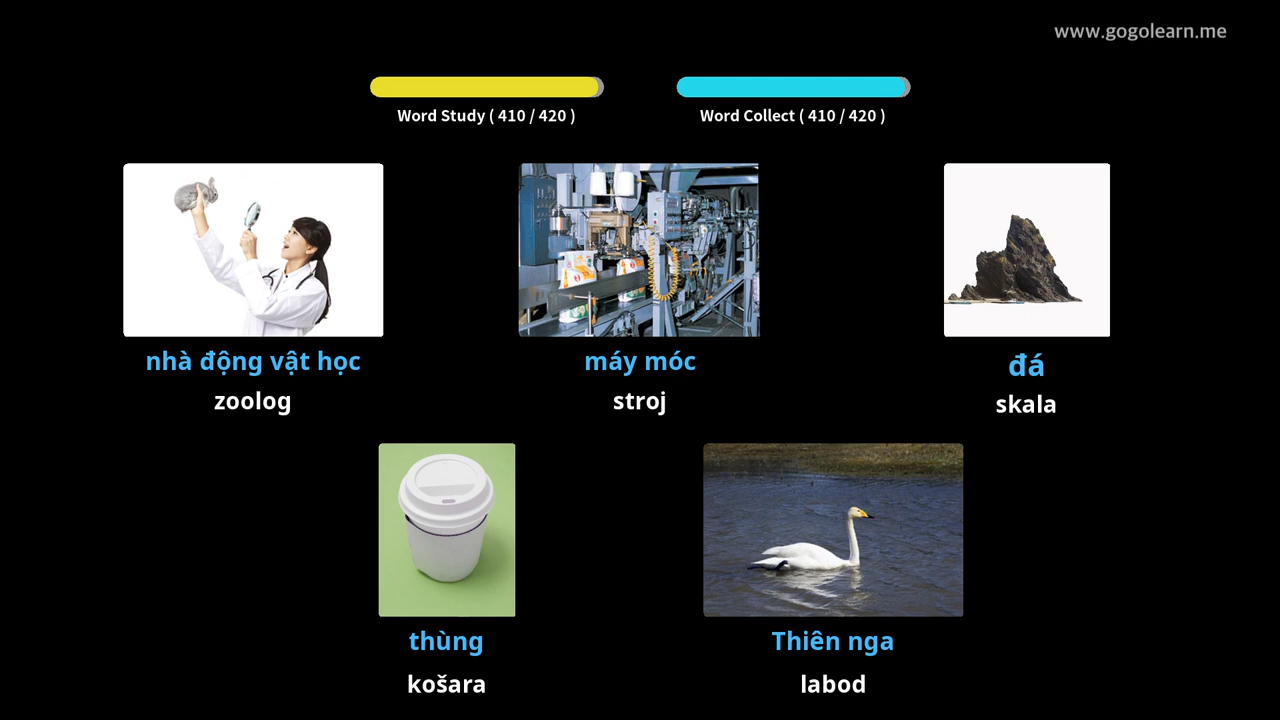 www.gogolearn.me
Word Study ( 410 / 420 )
Word Collect ( 410 / 420 )
nhà động vật học
zoolog
máy móc
stroj
đá
skala
thùng
košara
Thiên nga
labod